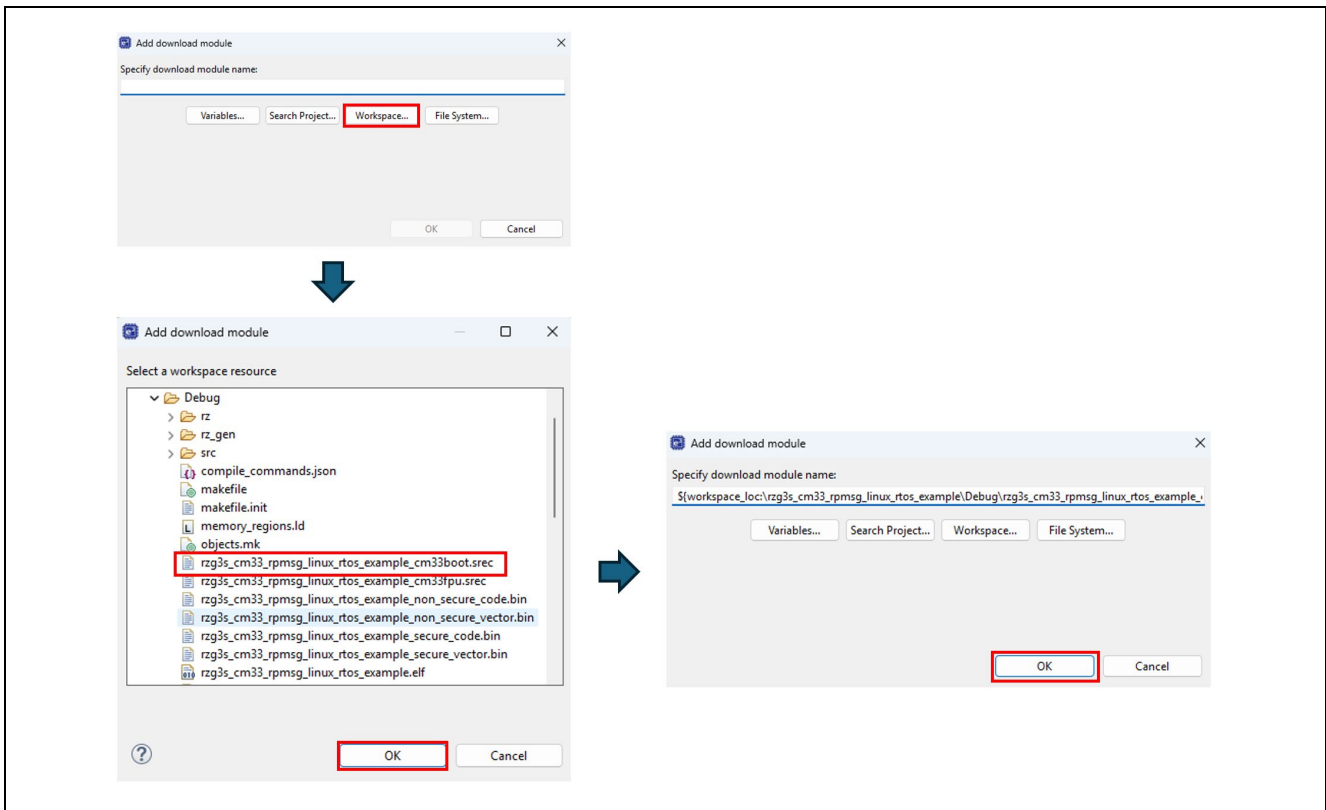 Add download module
Specify download module name:
Variables... Search Project... Workspace... File System...
OK Cancel
Add download module
Select a workspace resource
Debug
rz
rz_gen
src
compile_commands.json
makefile
makefile.init
memory_regions.ld
objects.mk
rzg3s_cm33_rpmsg_linux_rtos_example_cm33boot.srec
rzg3s_cm33_rpmsg_linux_rtos_example_cm33fpu.srec
rzg3s_cm33_rpmsg_linux_rtos_example_non_secure_code.bin
rzg3s_cm33_rpmsg_linux_rtos_example_non_secure_vector.bin
rzg3s_cm33_rpmsg_linux_rtos_example_secure_code.bin
rzg3s_cm33_rpmsg_linux_rtos_example_secure_vector.bin
rzg3s_cm33_rpmsg_linux_rtos_example.elf
OK Cancel
Add download module
Specify download module name:
${workspace_loc:\rzg3s_cm33_rpmsg_linux_rtos_example\Debug\rzg3s_cm33_rpmsg_linux_rtos_example_
Variables... Search Project... Workspace... File System...
OK Cancel